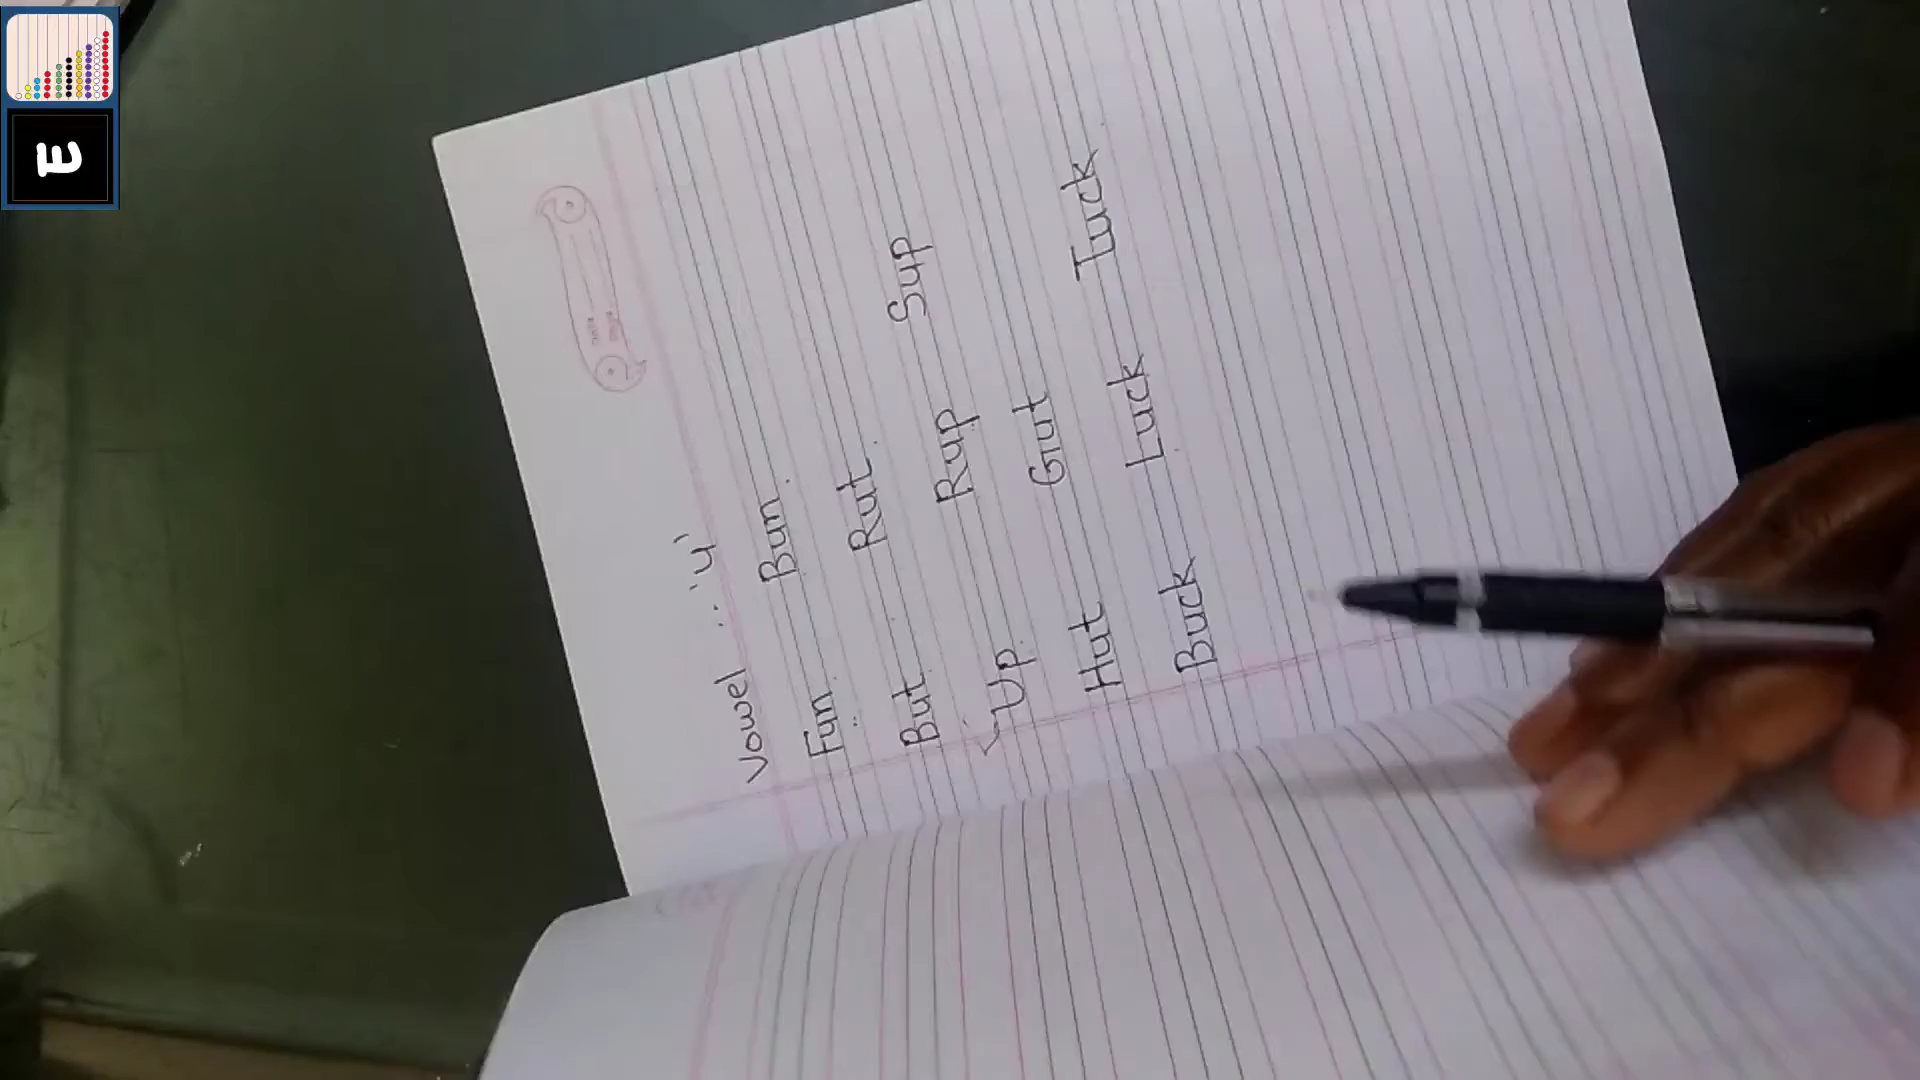 Vowel :- 'u'
Fun Bun
But Rut
Up Rup Sup
Hut Gut
Buck Luck Tuck
ह